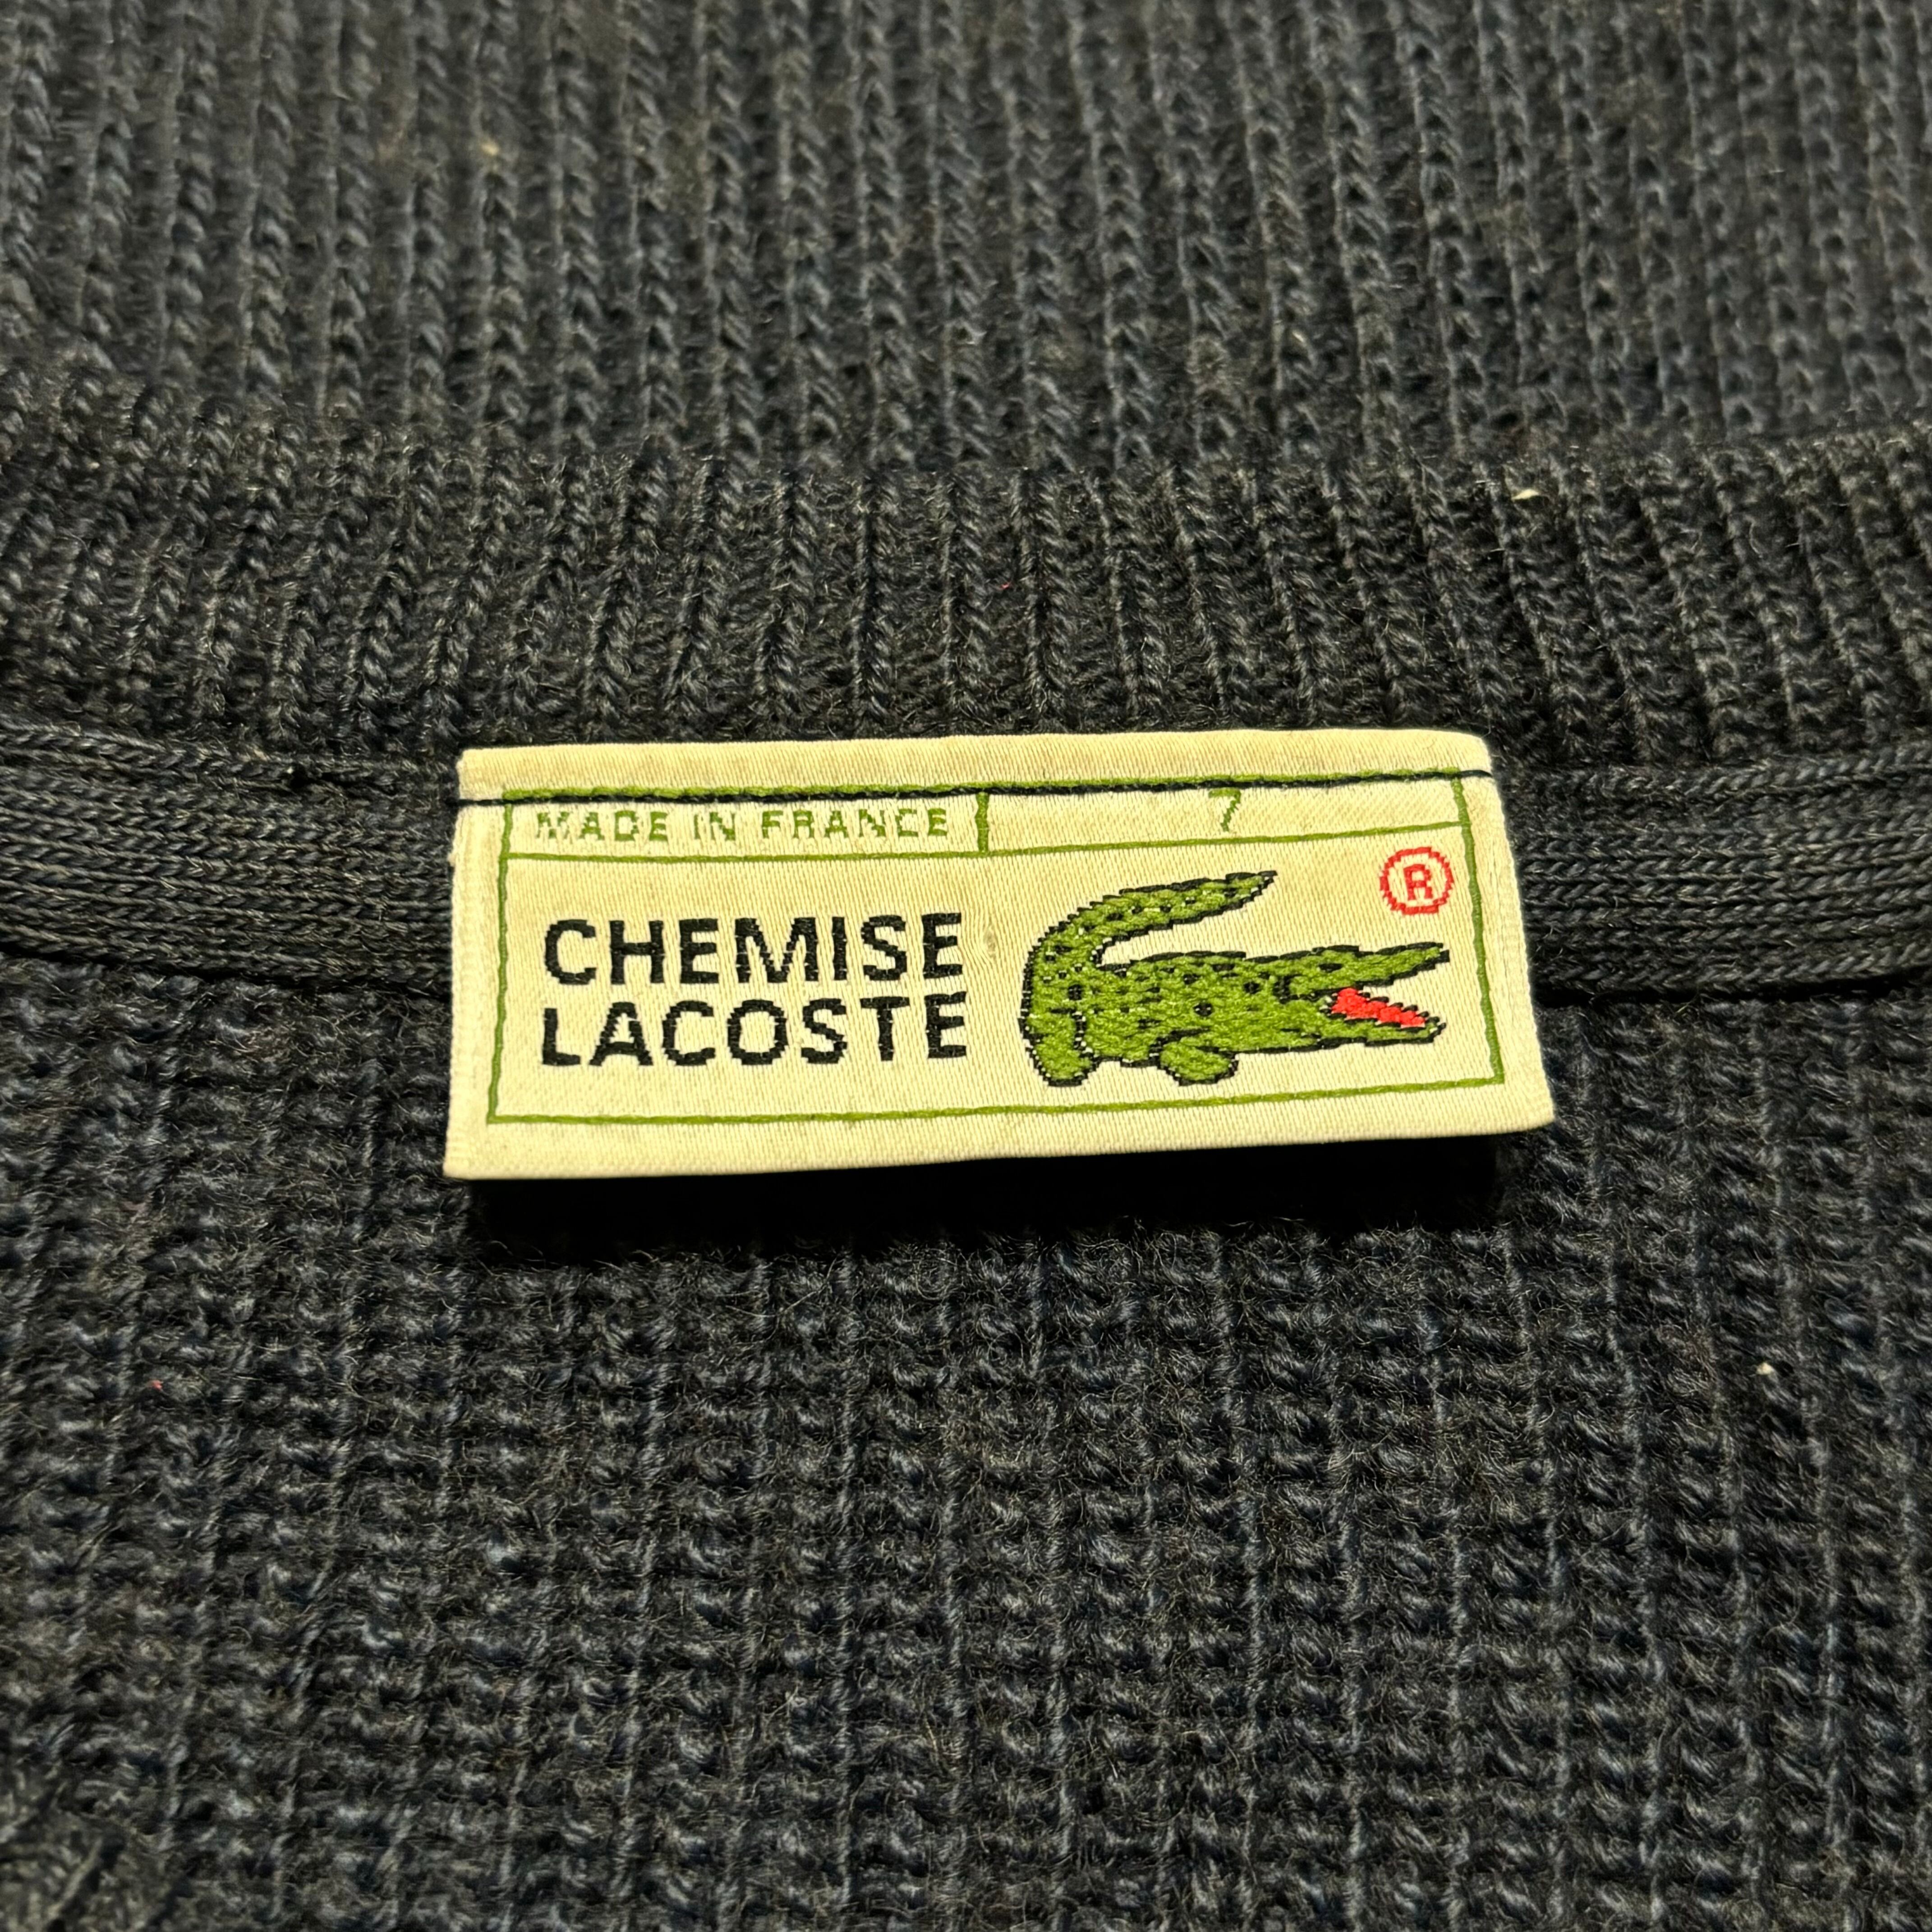 MADE IN FRANCE 7
®
CHEMISE
LACOSTE